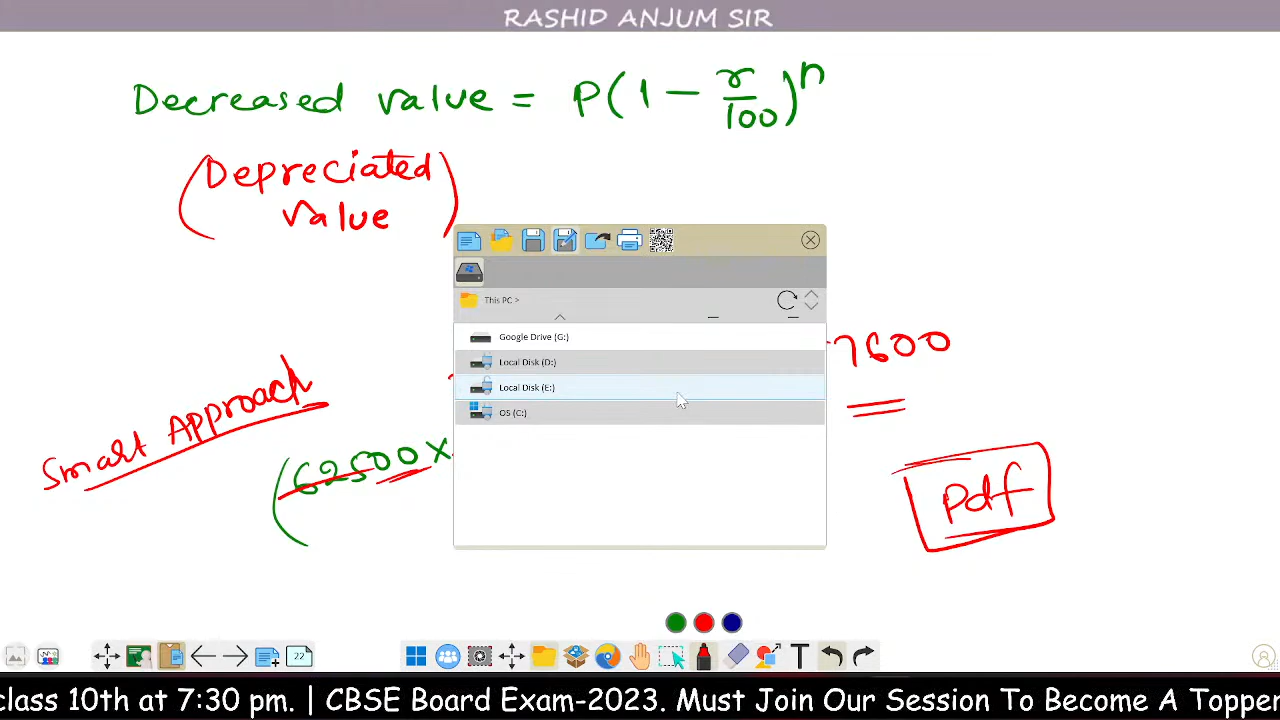 RASHID ANJUM SIR
Decreased value = P(1 - r/100)^n
(Depreciated
value)
This PC >
Google Drive (G:)
Local Disk (D:)
Local Disk (E:)
OS (C:)
7600
Smart Approach
(62500 ×
Pdf
22
T
class 10th at 7:30 pm. | CBSE Board Exam-2023. Must Join Our Session To Become A Topper